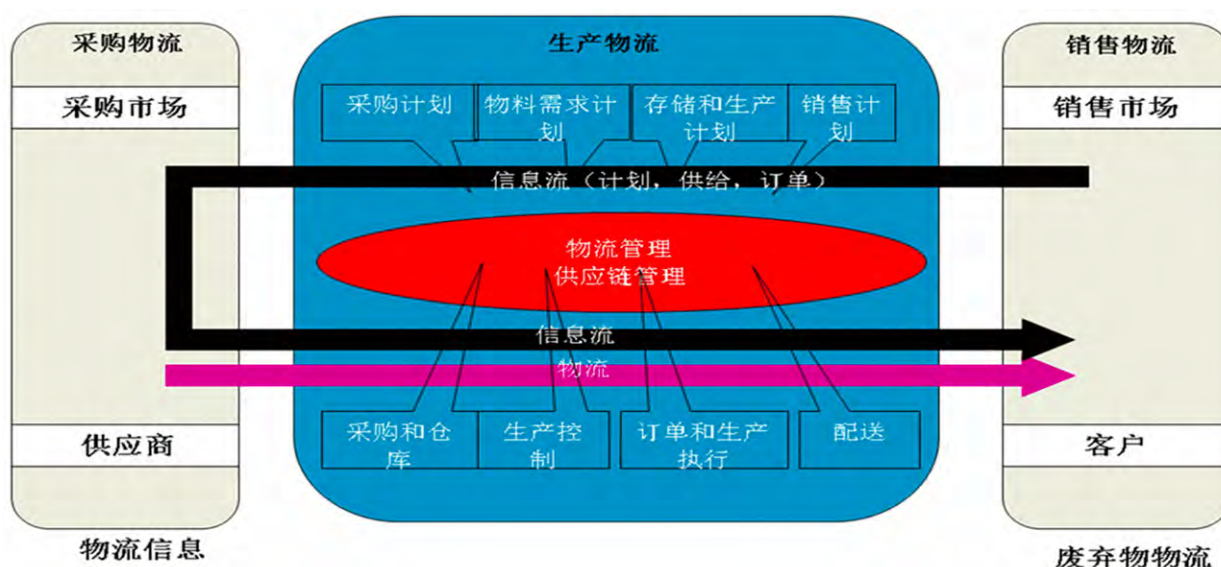 采购物流
生产物流
销售物流
采购市场
采购计划
物料需求计
划
存储和生产
计划
销售计
划
销售市场
信息流（计划，供给，订单）
物流管理
供应链管理
信息流
物流
供应商
采购和仓
库
生产控
制
订单和生产
执行
配送
客户
物流信息
废弃物物流